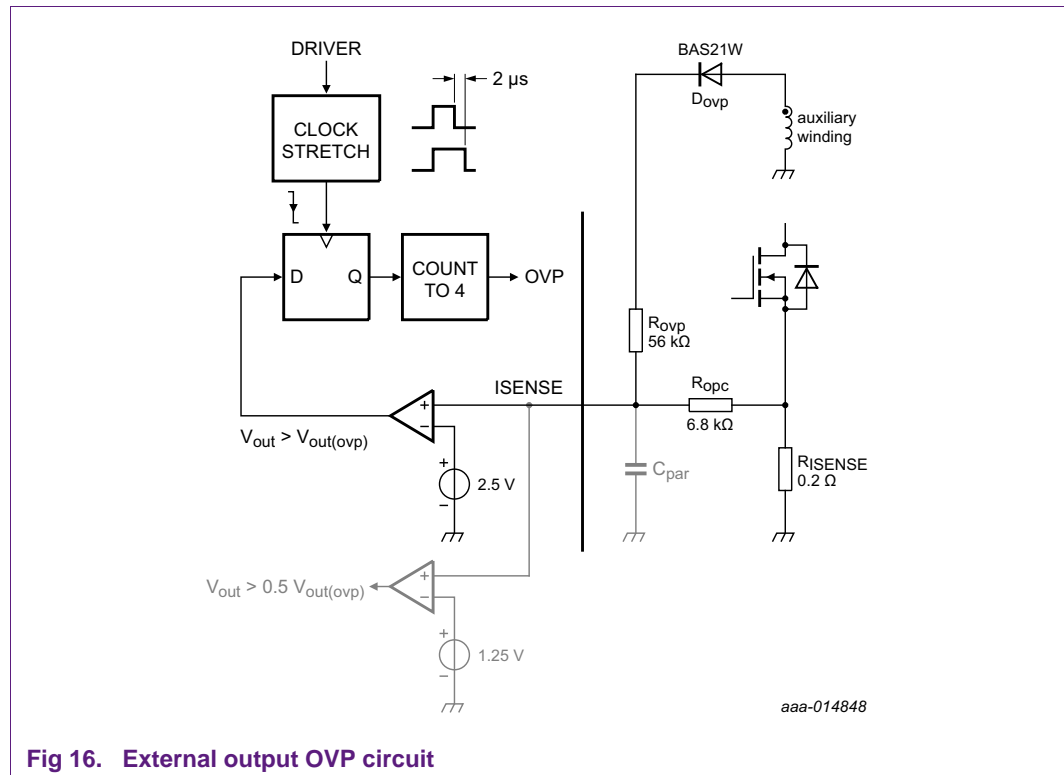 DRIVER
2 µs
CLOCK
STRETCH
D
Q
COUNT
TO 4
OVP
BAS21W
Dovp
auxiliary
winding
Rovp
56 kΩ
ISENSE
Ropc
6.8 kΩ
RISENSE
0.2 Ω
+
−
Vout > Vout(ovp)
+
2.5 V
−
Cpar
Vout > 0.5 Vout(ovp)
+
−
+
1.25 V
−
aaa-014848
Fig 16. External output OVP circuit